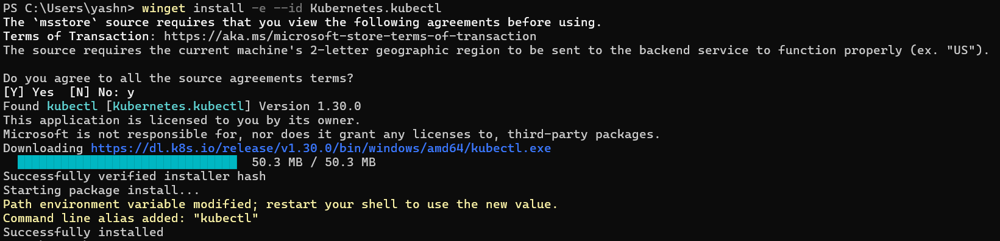 PS C:\Users\yashn> winget install -e --id Kubernetes.kubectl
The `msstore` source requires that you view the following agreements before using.
Terms of Transaction: https://aka.ms/microsoft-store-terms-of-transaction
The source requires the current machine's 2-letter geographic region to be sent to the backend service to function properly (ex. "US").
Do you agree to all the source agreements terms?
[Y] Yes  [N] No: y
Found kubectl [Kubernetes.kubectl] Version 1.30.0
This application is licensed to you by its owner.
Microsoft is not responsible for, nor does it grant any licenses to, third-party packages.
Downloading https://dl.k8s.io/release/v1.30.0/bin/windows/amd64/kubectl.exe
50.3 MB / 50.3 MB
Successfully verified installer hash
Starting package install...
Path environment variable modified; restart your shell to use the new value.
Command line alias added: "kubectl"
Successfully installed